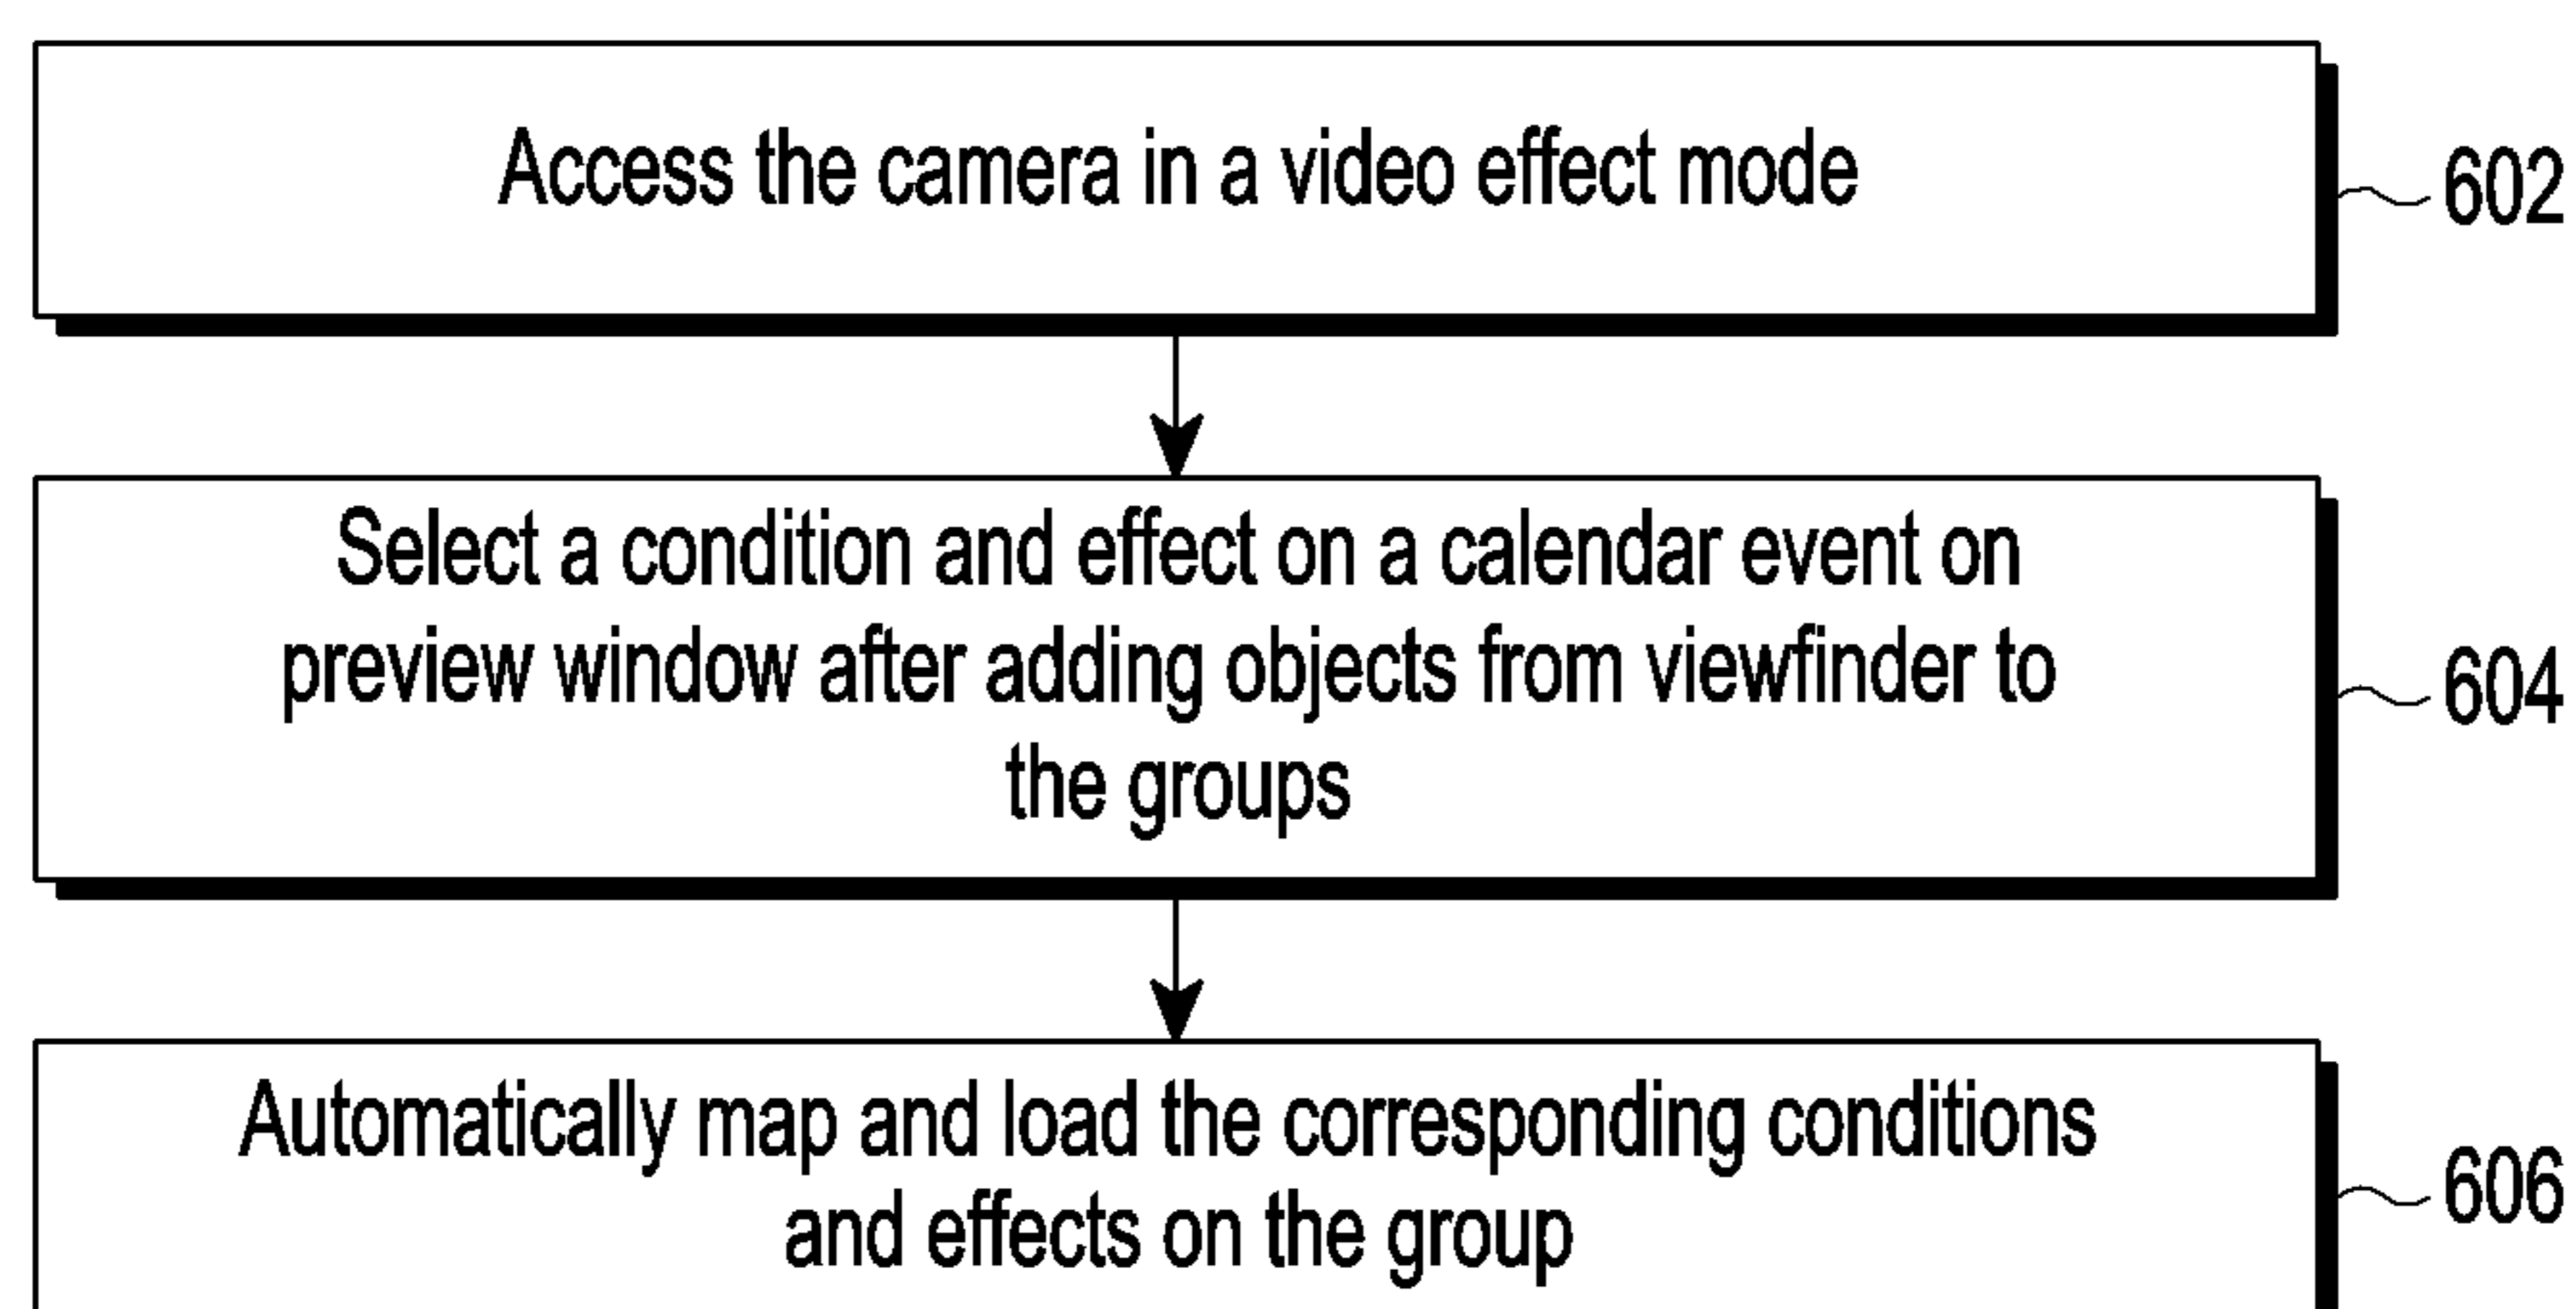 Access the camera in a video effect mode
602
Select a condition and effect on a calendar event on
preview window after adding objects from viewfinder to
the groups
604
Automatically map and load the corresponding conditions
and effects on the group
606